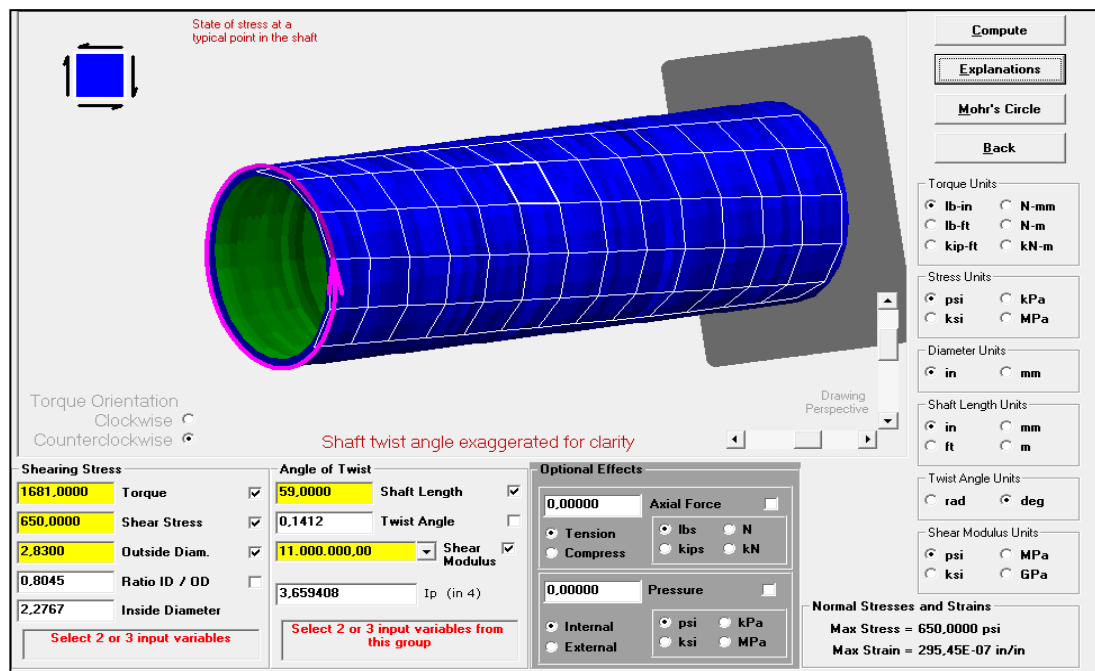 State of stress at a
typical point in the shaft
Torque Orientation
Clockwise
Counterclockwise
Shaft twist angle exaggerated for clarity
Drawing
Perspective
Compute
Explanations
Mohr's Circle
Back
Torque Units
lb-in N-mm
lb-ft N-m
kip-ft kN-m
Stress Units
psi kPa
ksi MPa
Diameter Units
in mm
Shaft Length Units
in mm
ft m
Twist Angle Units
rad deg
Shear Modulus Units
psi MPa
ksi GPa
Shearing Stress
1681,0000 Torque
650,0000 Shear Stress
2,8300 Outside Diam.
0,8045 Ratio ID / OD
2,2767 Inside Diameter
Select 2 or 3 input variables
Angle of Twist
59,0000 Shaft Length
0,1412 Twist Angle
11.000.000,00 Shear
Modulus
3,659408 Ip (in 4)
Select 2 or 3 input variables from
this group
Optional Effects
0,00000 Axial Force
Tension lbs N
Compress kips kN
0,00000 Pressure
Internal psi kPa
External ksi MPa
Normal Stresses and Strains
Max Stress = 650,0000 psi
Max Strain = 295,45E-07 in/in